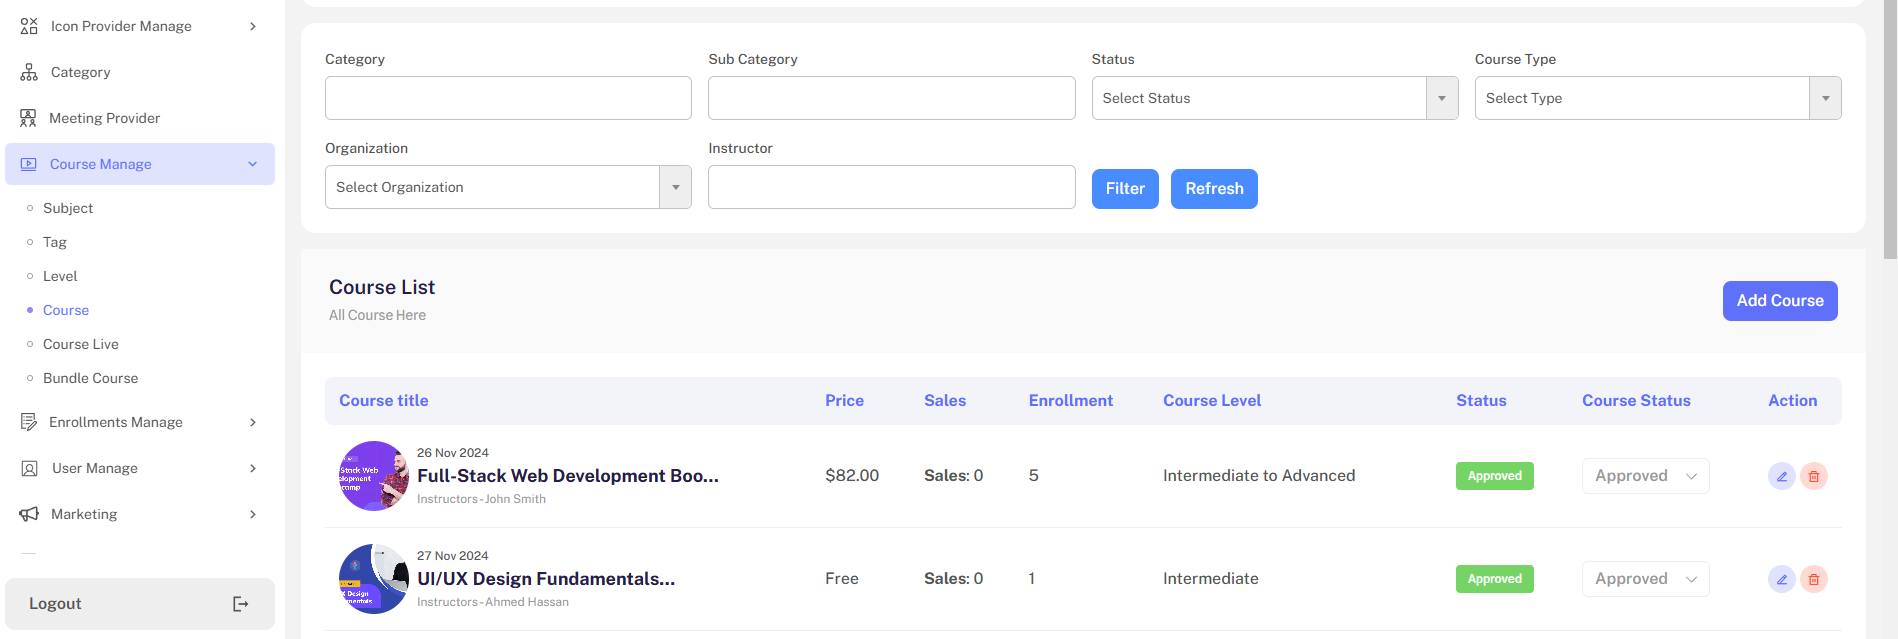 Icon Provider Manage
Category
Meeting Provider
Course Manage
Subject
Tag
Level
Course
Course Live
Bundle Course
Enrollments Manage
User Manage
Marketing
Logout
Category Sub Category Status Course Type
Select Status Select Type
Organization Instructor
Select Organization Filter Refresh
Course List
All Course Here
Add Course
Course title Price Sales Enrollment Course Level Status Course Status Action
26 Nov 2024
Full-Stack Web Development Boo... $82.00 Sales: 0 5 Intermediate to Advanced Approved Approved
Instructors - John Smith
27 Nov 2024
UI/UX Design Fundamentals... Free Sales: 0 1 Intermediate Approved Approved
Instructors - Ahmed Hassan